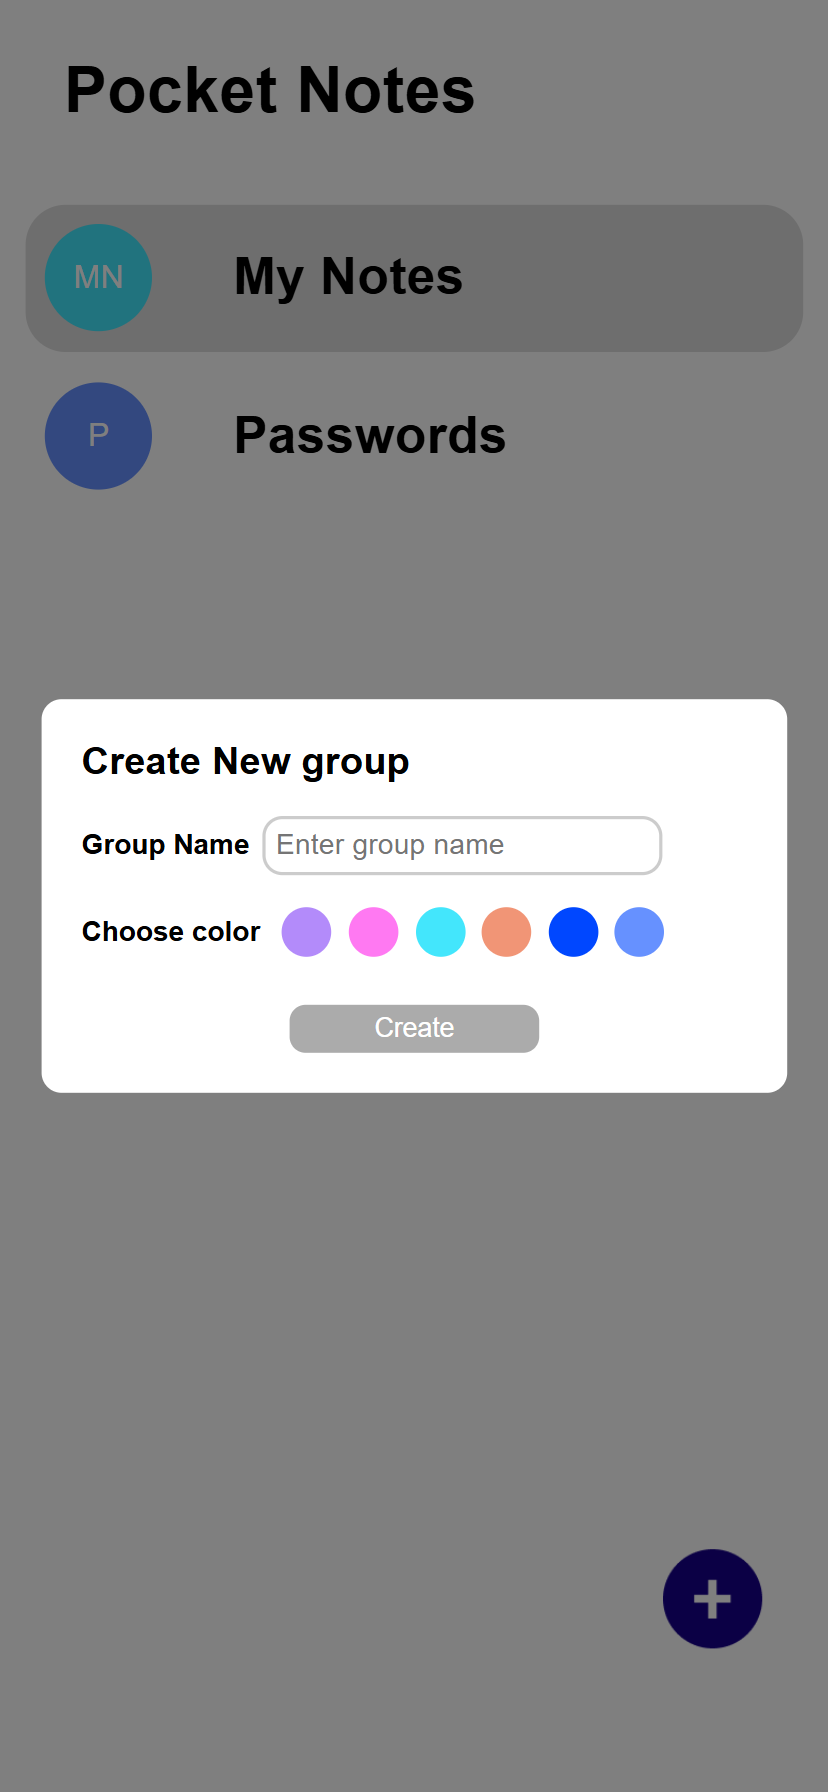 Pocket Notes
MN
My Notes
P
Passwords
Create New group
Group Name
Enter group name
Choose color
Create
+